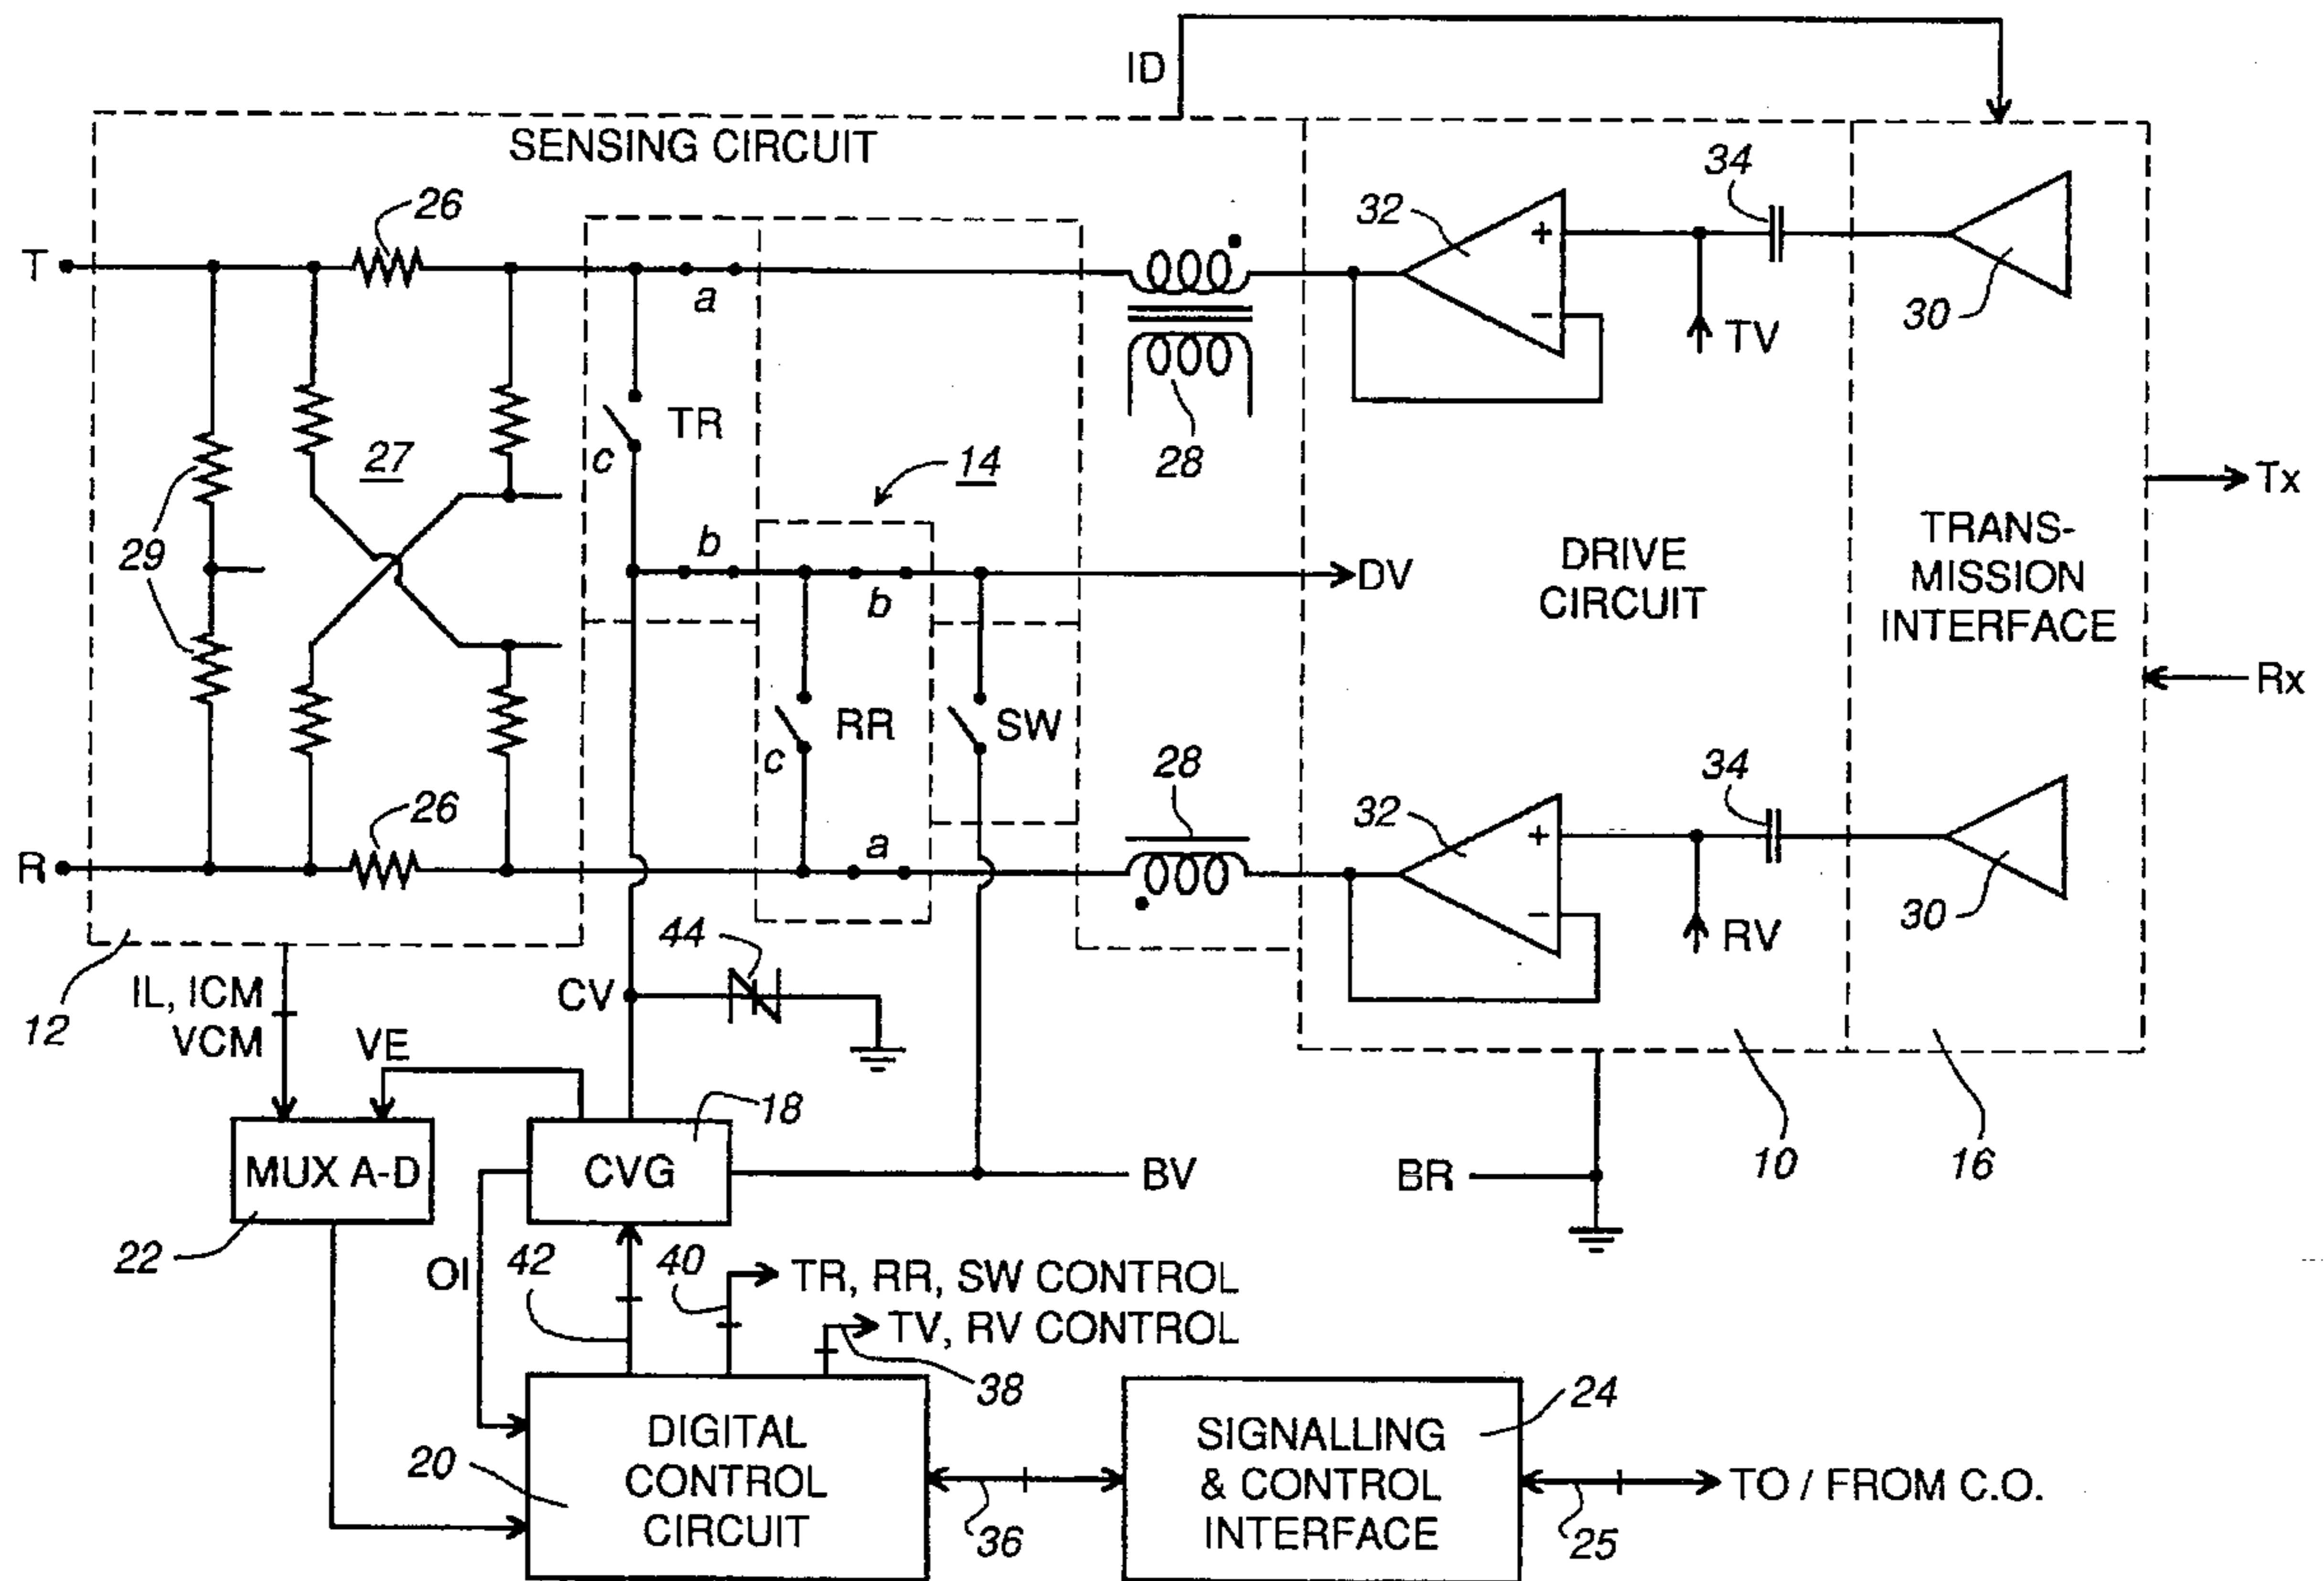 ID
SENSING CIRCUIT
26
T
a
32
+
-
34
30
TV
TR
c
27
14
28
Tx
29
b
b
DV
DRIVE
CIRCUIT
TRANS-
MISSION
INTERFACE
Rx
RR
c
SW
28
34
26
R
a
32
+
-
30
RV
44
IL, ICM
VCM
12
CV
VE
18
MUX A-D
CVG
BV
BR
10
16
22
OI
42
40
TR, RR, SW CONTROL
TV, RV CONTROL
38
24
20
DIGITAL
CONTROL
CIRCUIT
SIGNALLING
& CONTROL
INTERFACE
TO / FROM C.O.
36
25